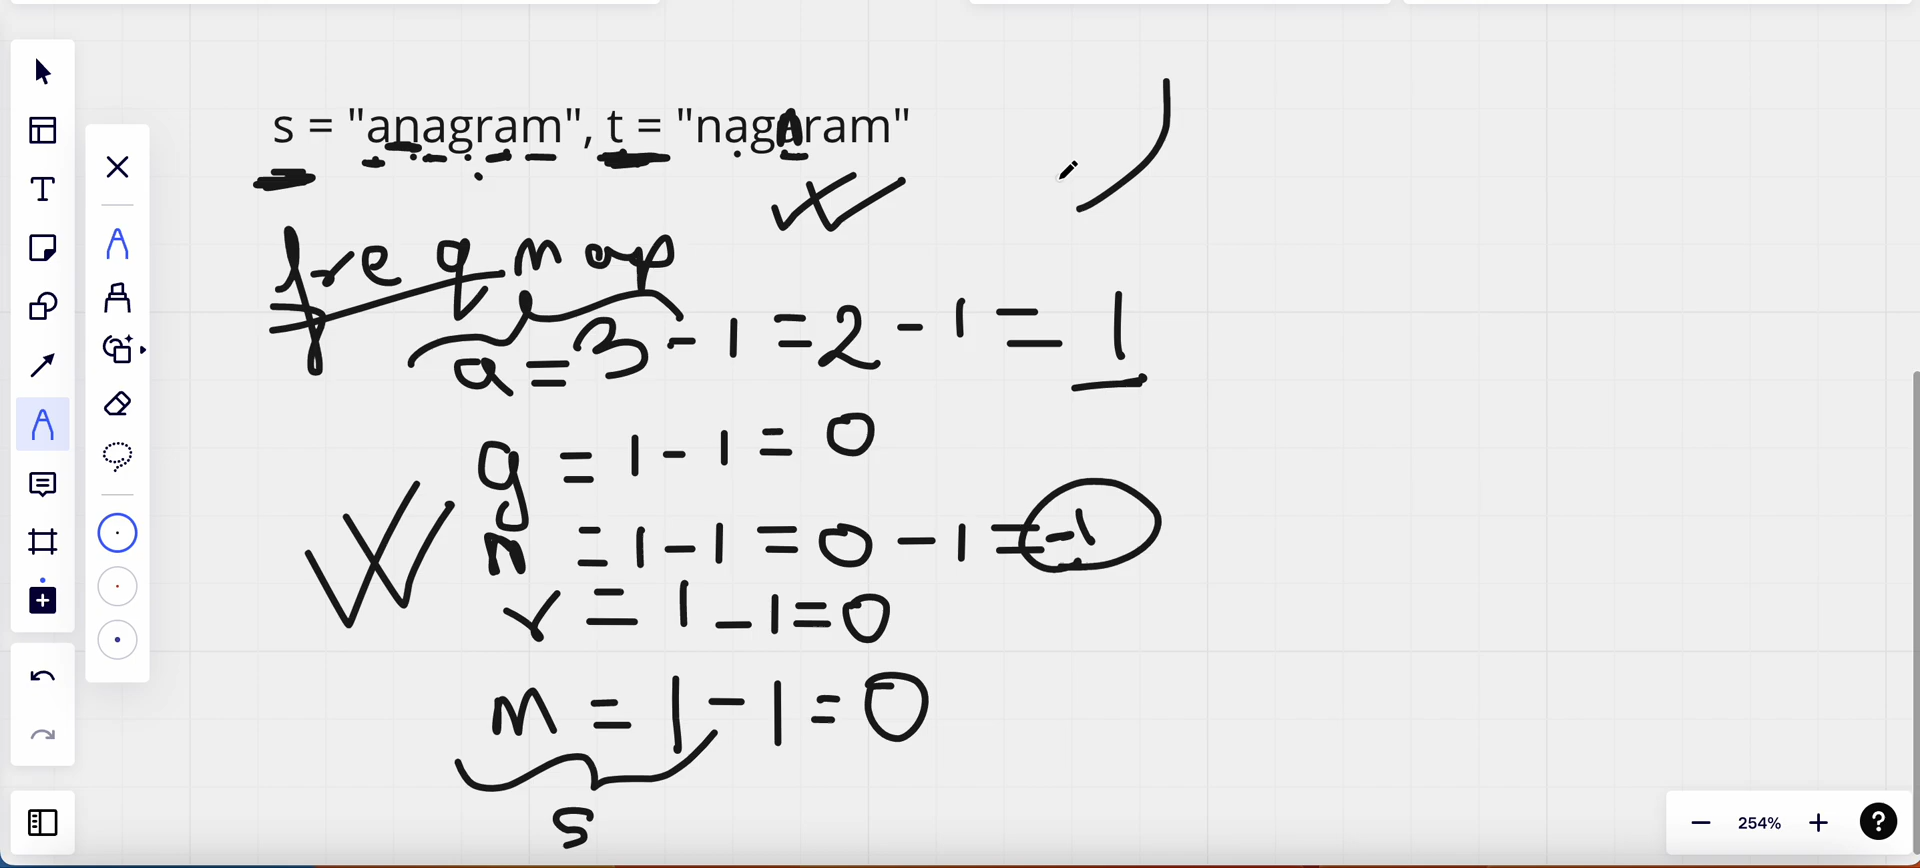 s = "anagram", t = "nagnram"
freq map
a = 3 - 1 = 2 - 1 = 1
g = 1 - 1 = 0
n = 1 - 1 = 0 - 1 = -1
r = 1 - 1 = 0
m = 1 - 1 = 0
s
254%